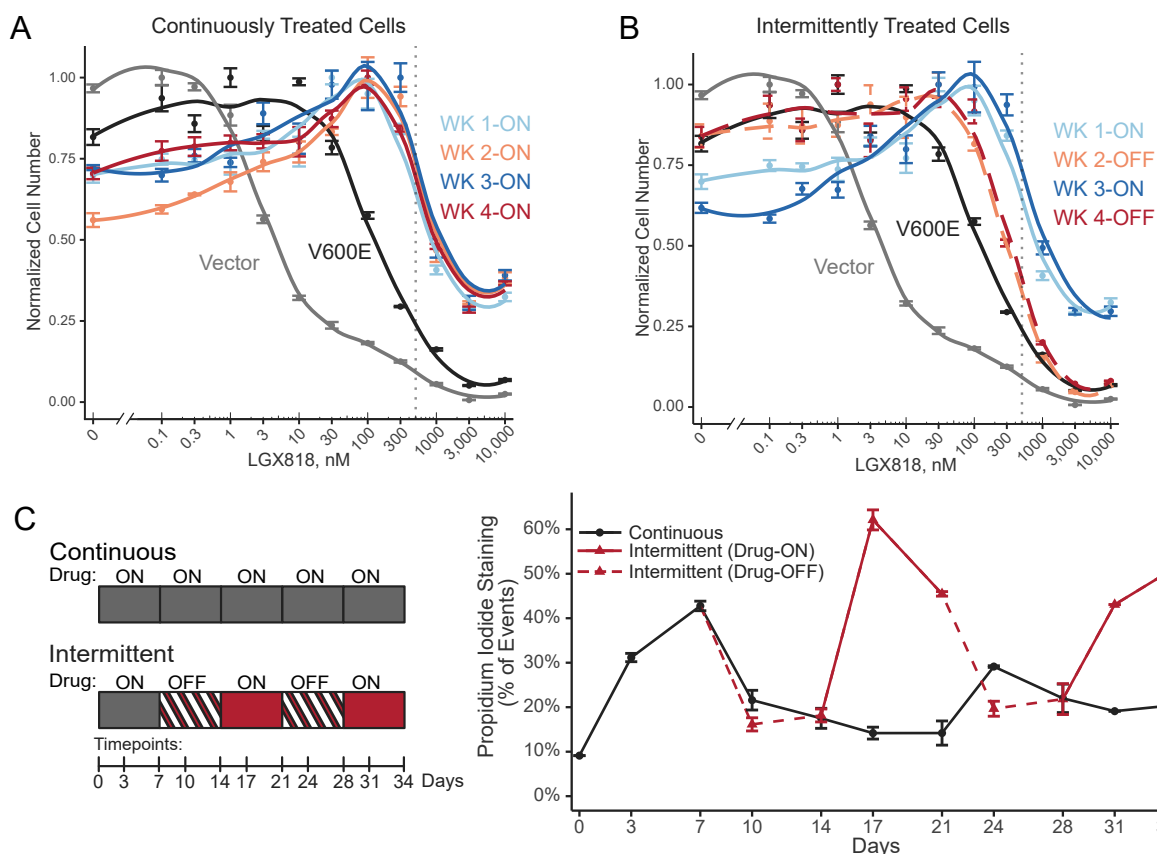 A
Continuously Treated Cells
Normalized Cell Number
1.00
0.75
0.50
0.25
0.00
WK 1-ON
WK 2-ON
WK 3-ON
WK 4-ON
V600E
Vector
0 0.1 0.3 1 3 10 30 100 300 1000 3,000 10,000
LGX818, nM
B
Intermittently Treated Cells
Normalized Cell Number
1.00
0.75
0.50
0.25
0.00
WK 1-ON
WK 2-OFF
WK 3-ON
WK 4-OFF
V600E
Vector
0 0.1 0.3 1 3 10 30 100 300 1000 3,000 10,000
LGX818, nM
C
Continuous
Drug: ON ON ON ON ON
Intermittent
Drug: ON OFF ON OFF ON
Timepoints:
0 3 7 10 14 17 21 24 28 31 34 Days
Propidium Iodide Staining
(% of Events)
60%
50%
40%
30%
20%
10%
0%
Continuous
Intermittent (Drug-ON)
Intermittent (Drug-OFF)
0 3 7 10 14 17 21 24 28 31
Days